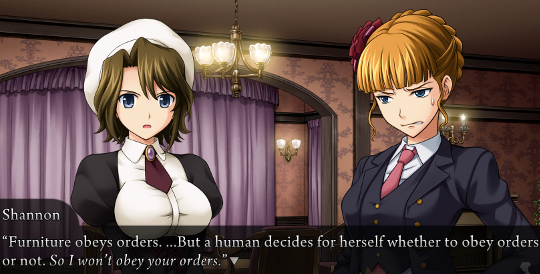 Shannon
“Furniture obeys orders. ...But a human decides for herself whether to obey orders
or not. So I won't obey your orders.”